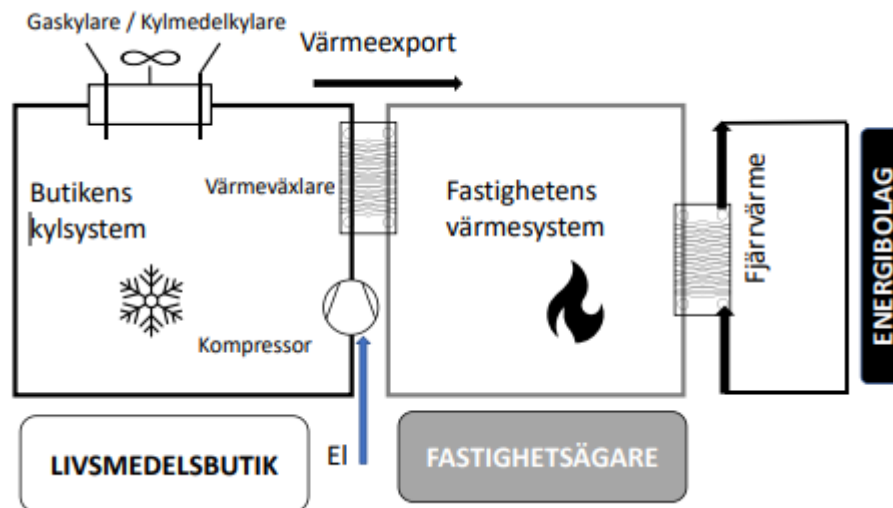 Gaskylare / Kylmedelkylare
Värmeexport
Butikens
kylsystem
Värmeväxlare
Fastighetens
värmesystem
Fjärrvärme
ENERGIBOLAG
Kompressor
El
LIVSMEDELSBUTIK
FASTIGHETSÄGARE